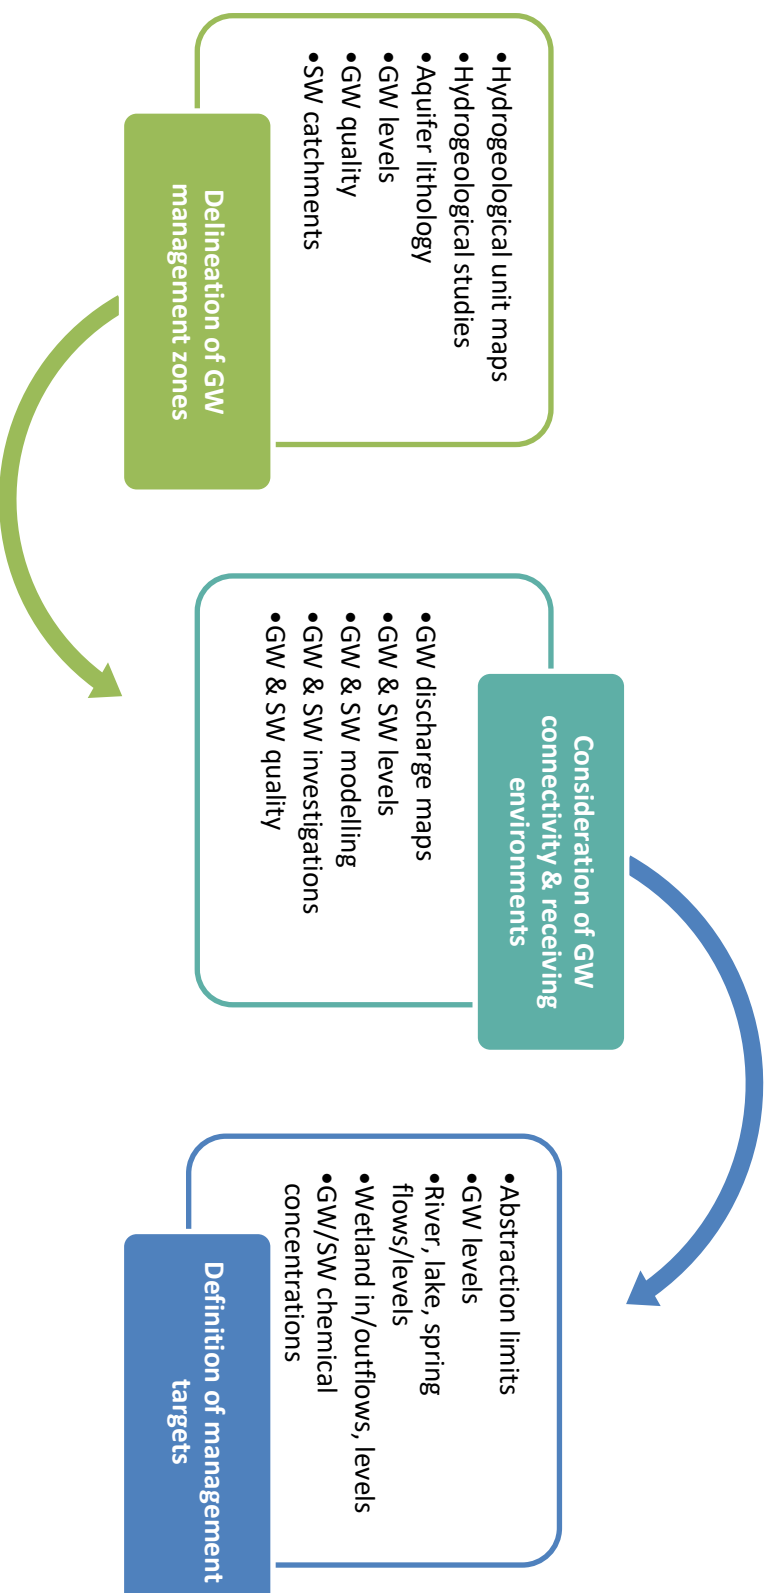 •Hydrogeological unit maps
•Hydrogeological studies
•Aquifer lithology
•GW levels
•GW quality
•SW catchments
Delineation of GW
management zones
Consideration of GW
connectivity & receiving
environments
•GW discharge maps
•GW & SW levels
•GW & SW modelling
•GW & SW investigations
•GW & SW quality
•Abstraction limits
•GW levels
•River, lake, spring
flows/levels
•Wetland in/outflows, levels
•GW/SW chemical
concentrations
Definition of management
targets